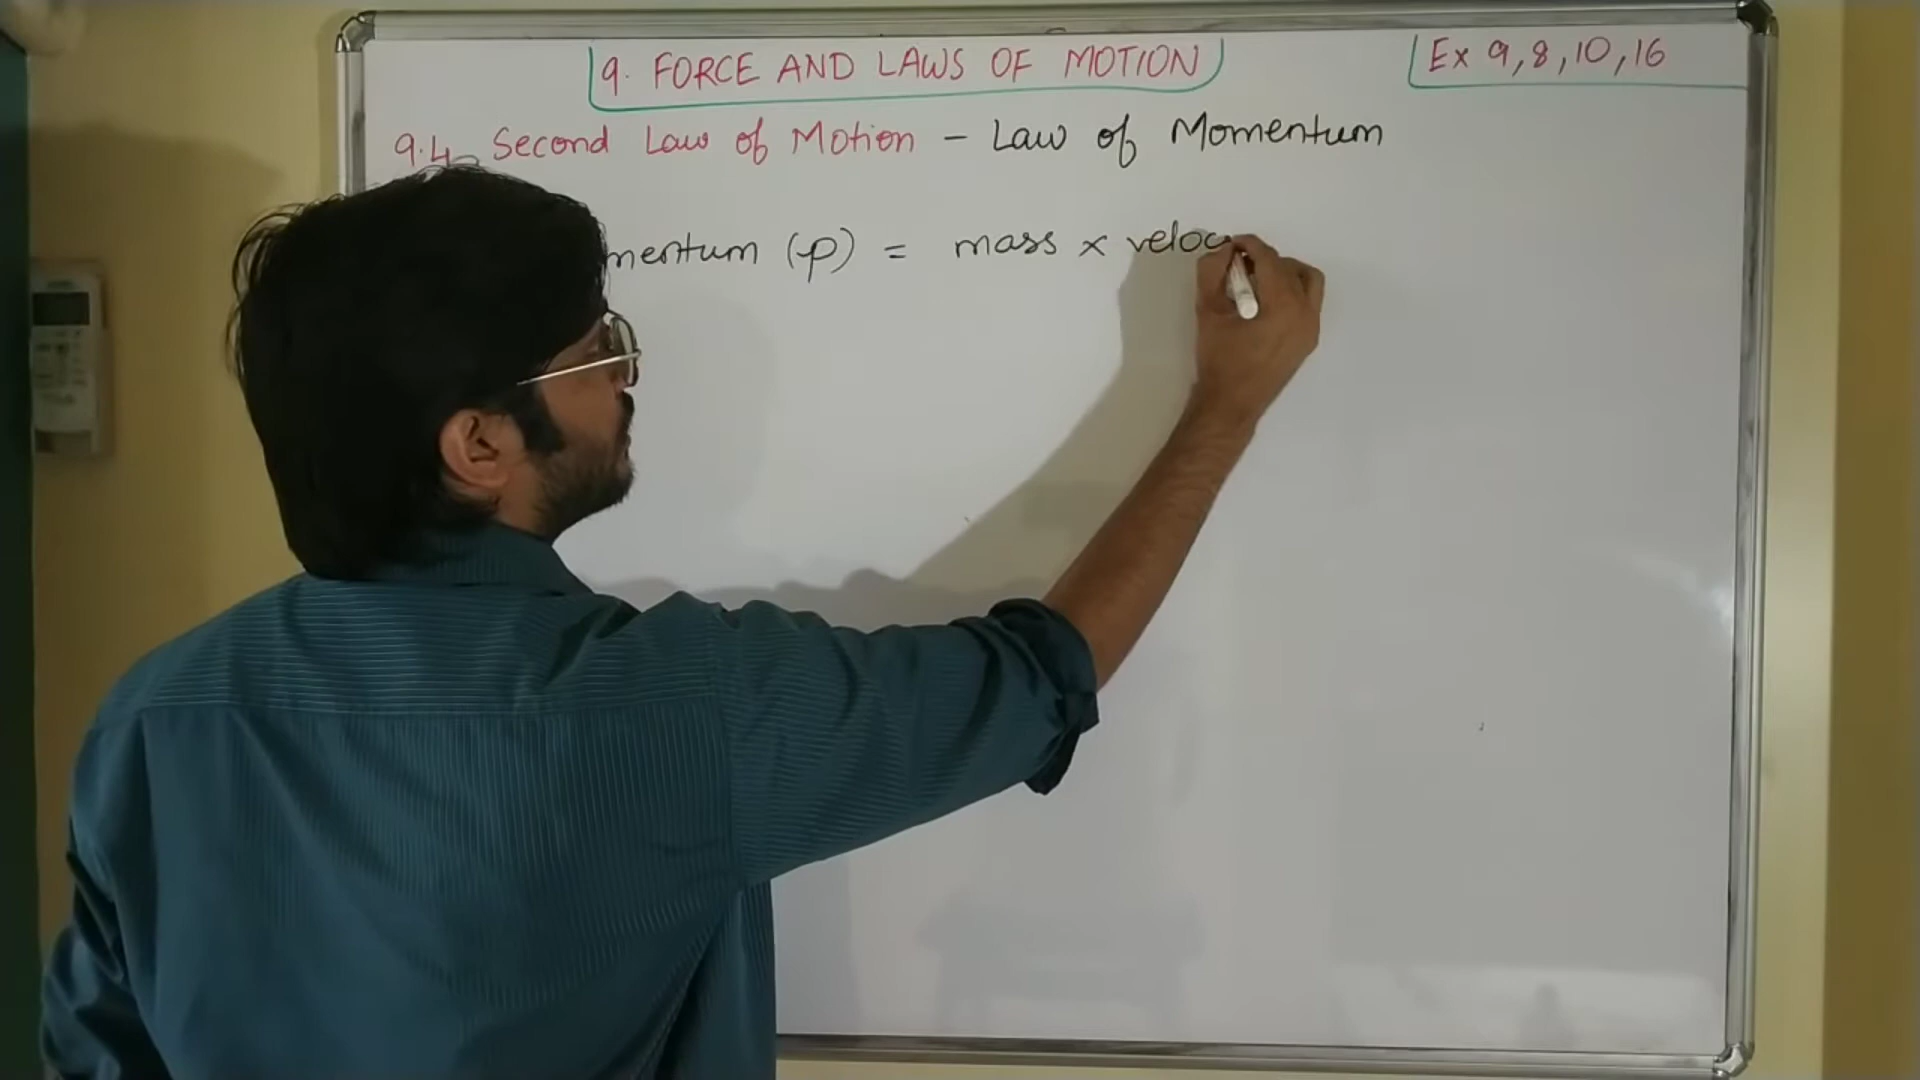 9. FORCE AND LAWS OF MOTION
Ex 9,8,10,16
9.4 Second Law of Motion - Law of Momentum
mentum (p) = mass x veloc